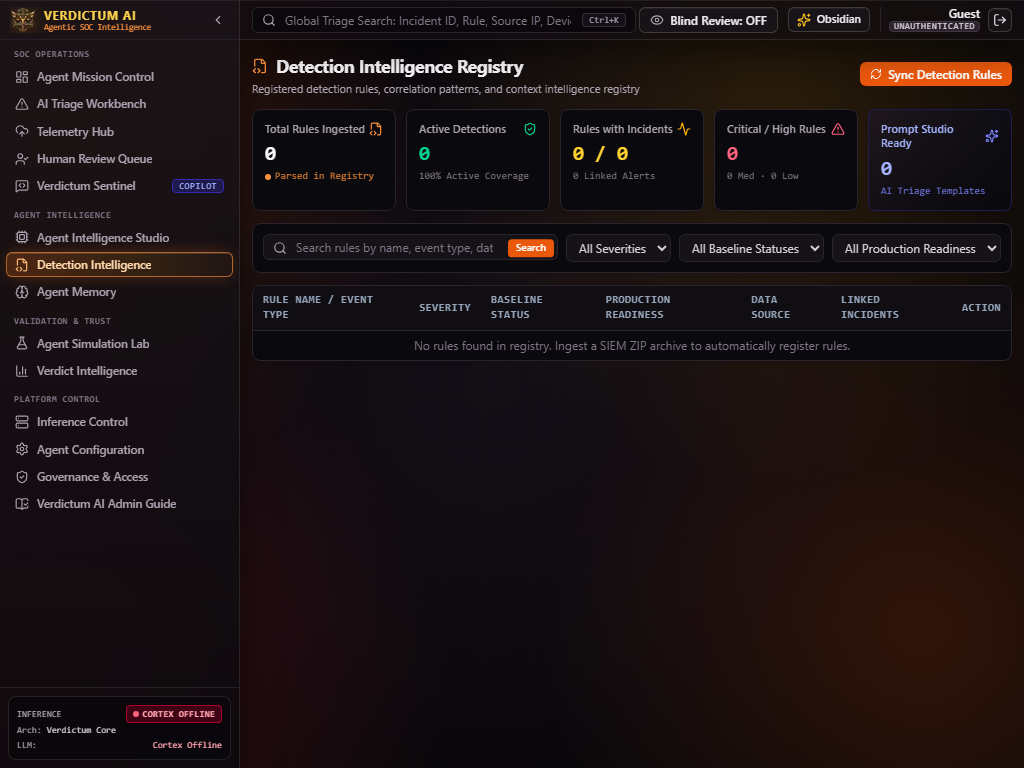 VERDICTUM AI
Agentic SOC Intelligence
SOC OPERATIONS
Agent Mission Control
AI Triage Workbench
Telemetry Hub
Human Review Queue
Verdictum Sentinel COPILOT
AGENT INTELLIGENCE
Agent Intelligence Studio
Detection Intelligence
Agent Memory
VALIDATION & TRUST
Agent Simulation Lab
Verdict Intelligence
PLATFORM CONTROL
Inference Control
Agent Configuration
Governance & Access
Verdictum AI Admin Guide
INFERENCE CORTEX OFFLINE
Arch: Verdictum Core
LLM: Cortex Offline
Global Triage Search: Incident ID, Rule, Source IP, Devi Ctrl+K
Blind Review: OFF
Obsidian
Guest
UNAUTHENTICATED
Detection Intelligence Registry
Registered detection rules, correlation patterns, and context intelligence registry
Sync Detection Rules
Total Rules Ingested
0
Parsed in Registry
Active Detections
0
100% Active Coverage
Rules with Incidents
0 / 0
0 Linked Alerts
Critical / High Rules
0
0 Med · 0 Low
Prompt Studio
Ready
0
AI Triage Templates
Search rules by name, event type, dat Search
All Severities
All Baseline Statuses
All Production Readiness
RULE NAME / EVENT TYPE
SEVERITY
BASELINE STATUS
PRODUCTION READINESS
DATA SOURCE
LINKED INCIDENTS
ACTION
No rules found in registry. Ingest a SIEM ZIP archive to automatically register rules.